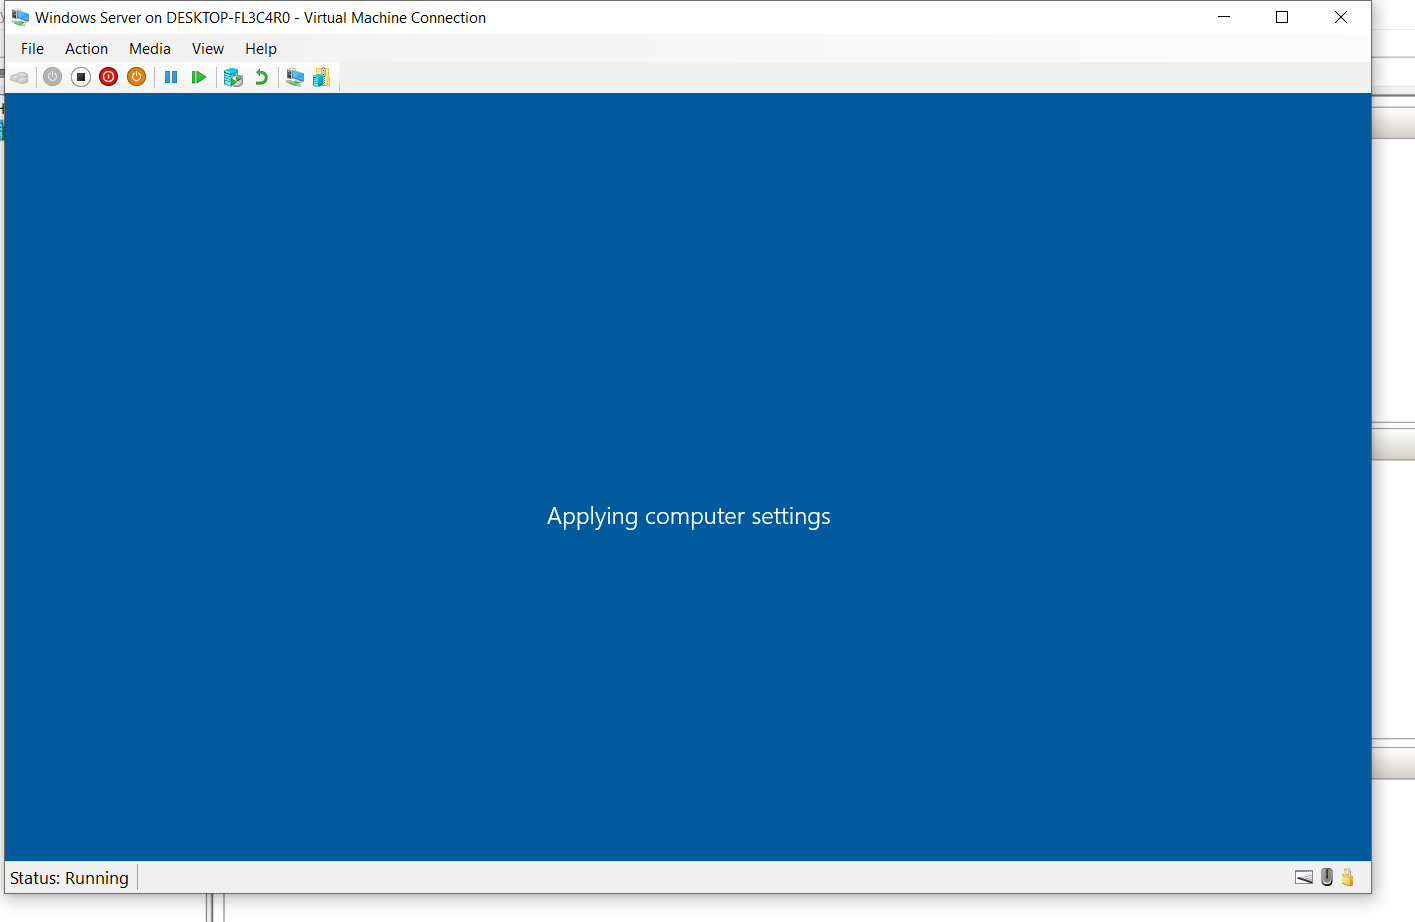 Windows Server on DESKTOP-FL3C4R0 - Virtual Machine Connection
File Action Media View Help
Applying computer settings
Status: Running